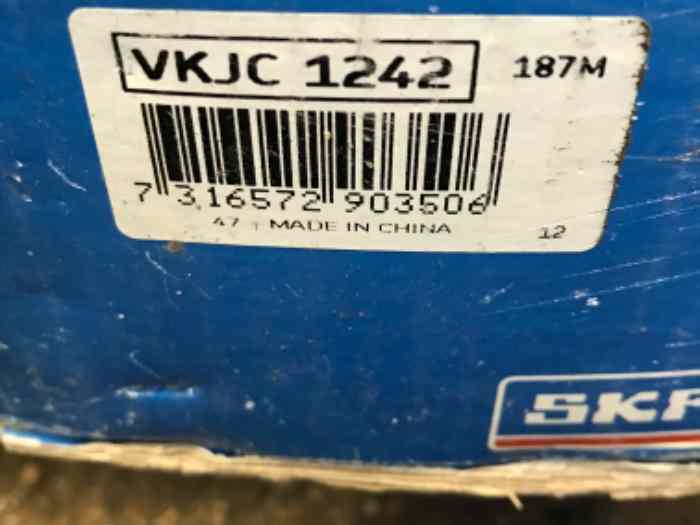 VKJC 1242 187M
7 316572 903506
47 MADE IN CHINA 12
SKF